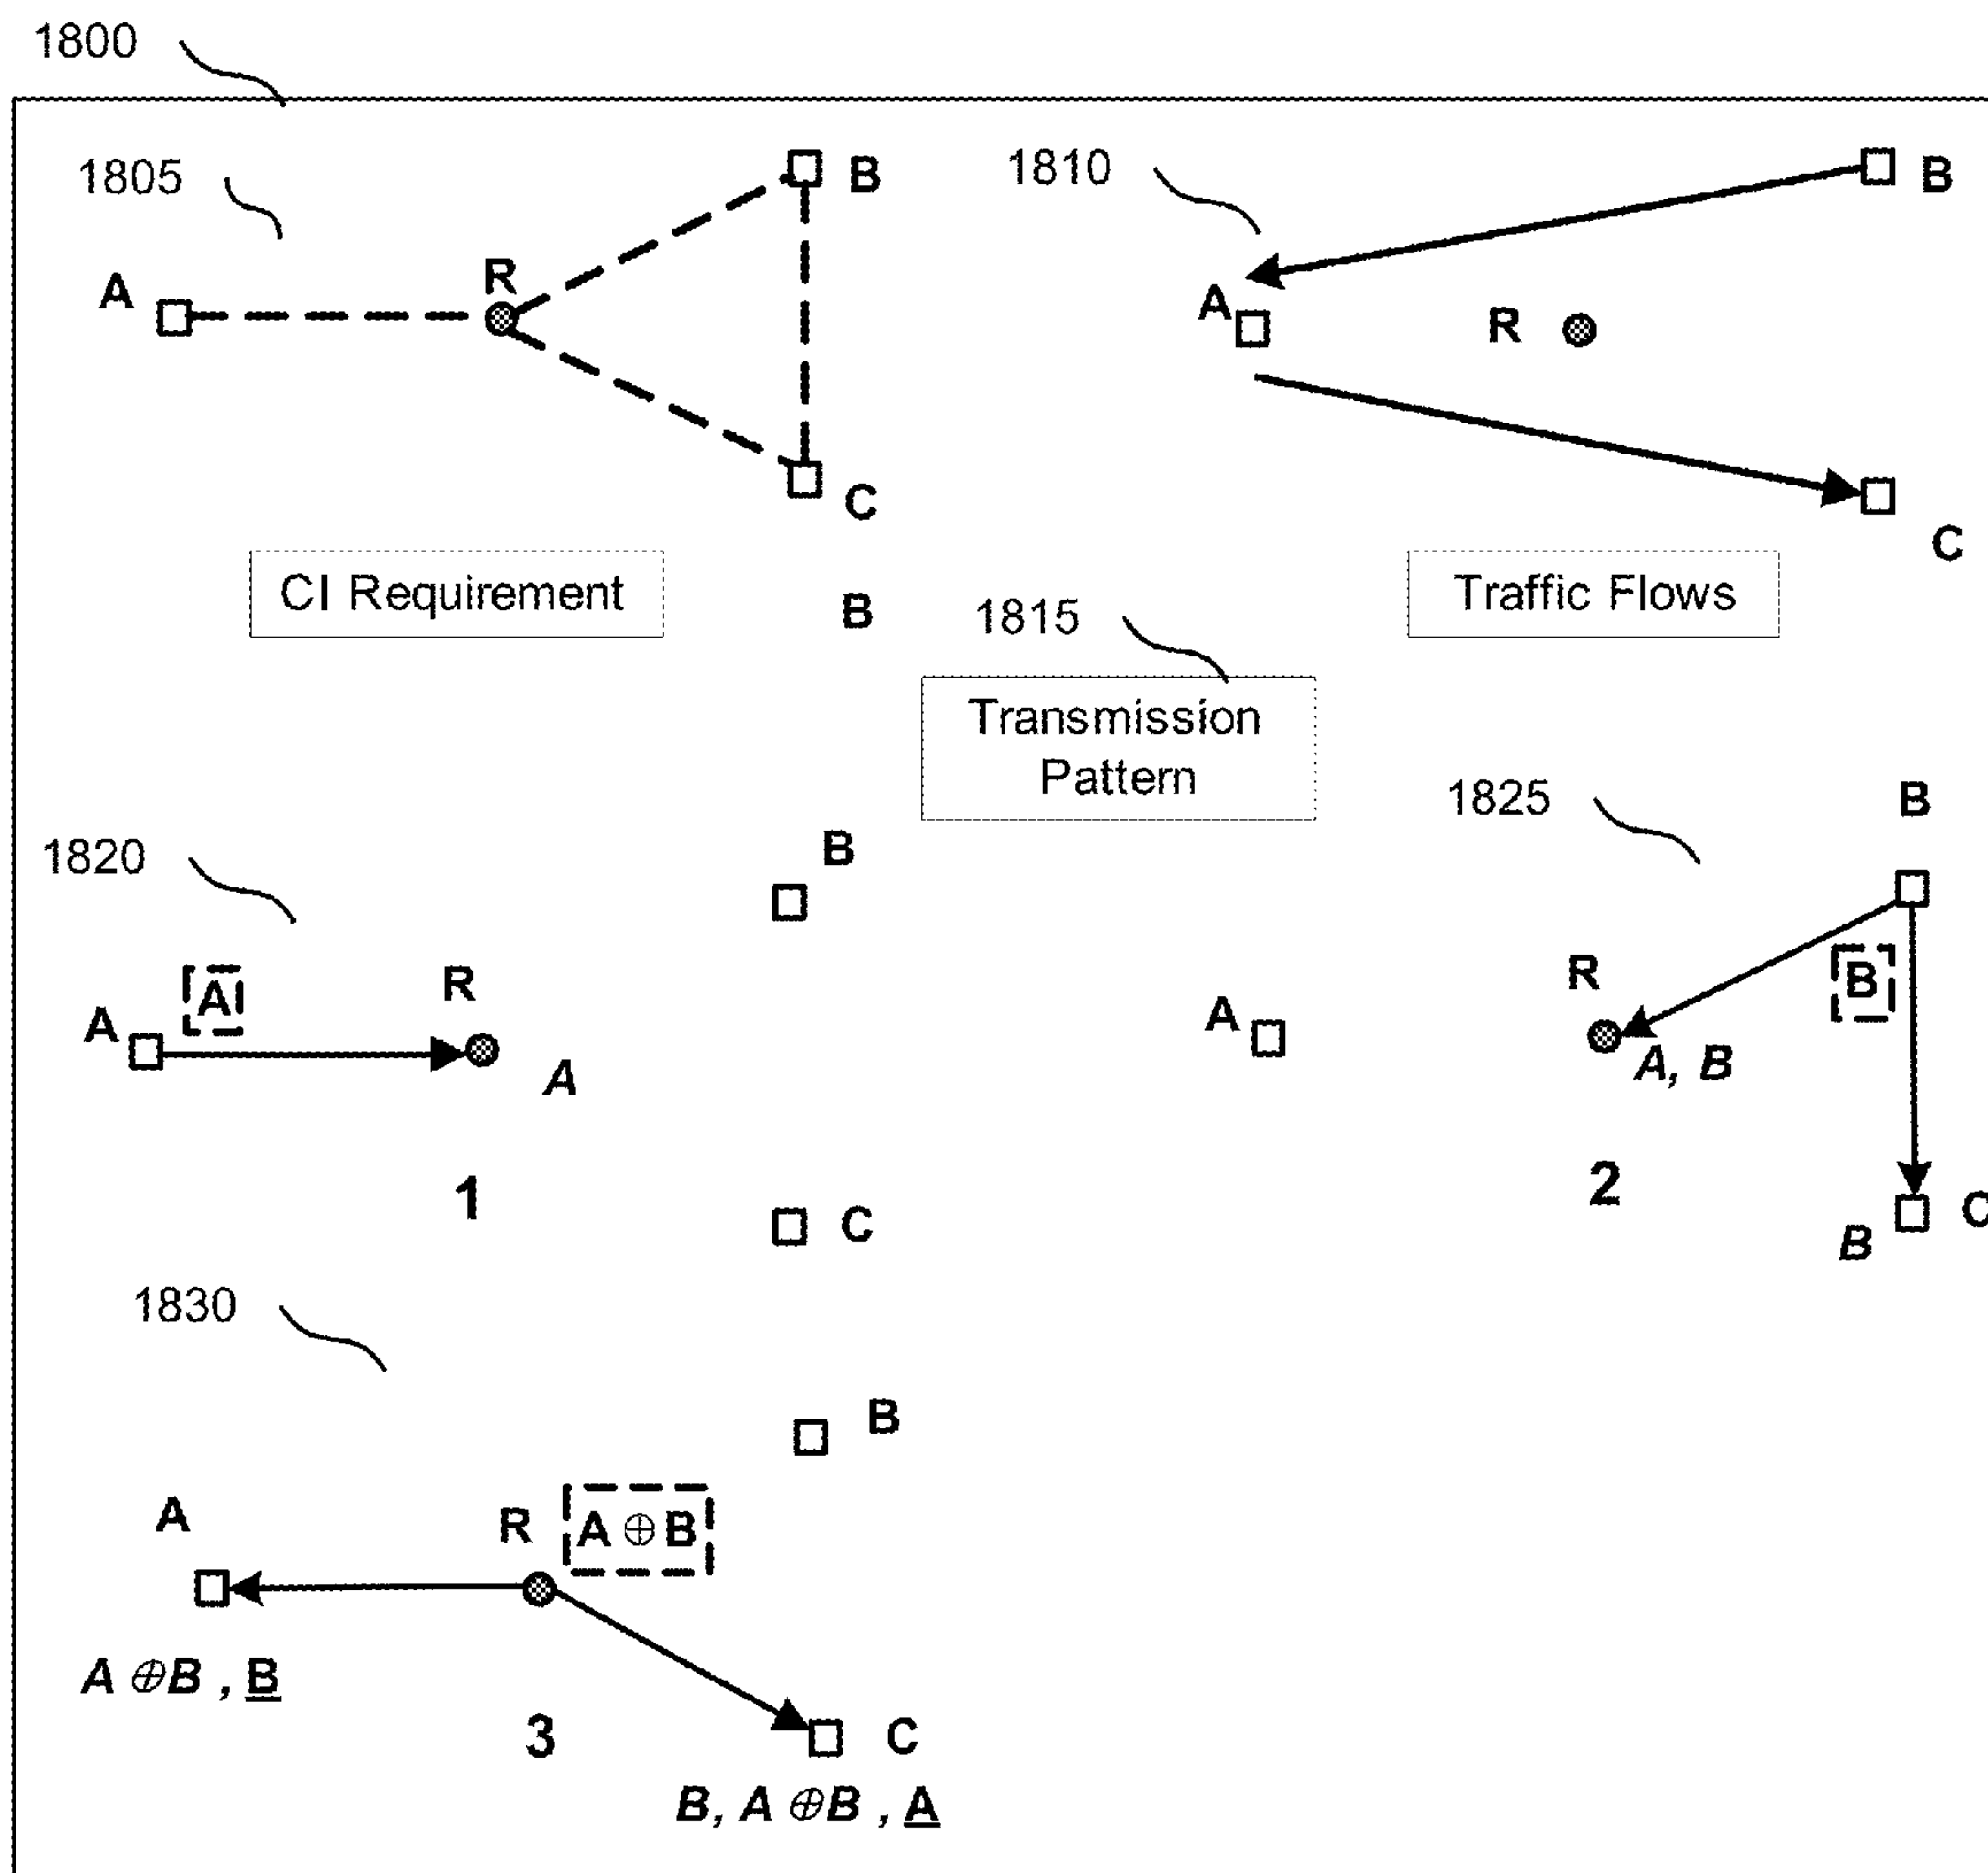 1800
1805
B
1810
B
R
A
A
R
C
C
CI Requirement
Traffic Flows
B
1815
Transmission
Pattern
1825
B
1820
B
A
R
R
B
A
A
A
A, B
1
2
C
C
B
1830
B
A
R
A ⊕ B
A ⊕ B , B
3
C
B, A ⊕ B , A